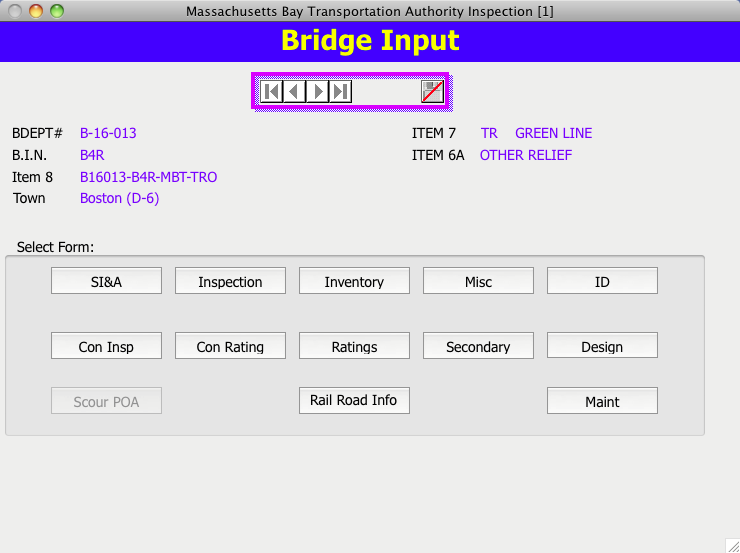 Massachusetts Bay Transportation Authority Inspection [1]
Bridge Input
BDEPT# B-16-013 ITEM 7 TR GREEN LINE
B.I.N. B4R ITEM 6A OTHER RELIEF
Item 8 B16013-B4R-MBT-TRO
Town Boston (D-6)
Select Form:
SI&A Inspection Inventory Misc ID
Con Insp Con Rating Ratings Secondary Design
Scour POA Rail Road Info Maint